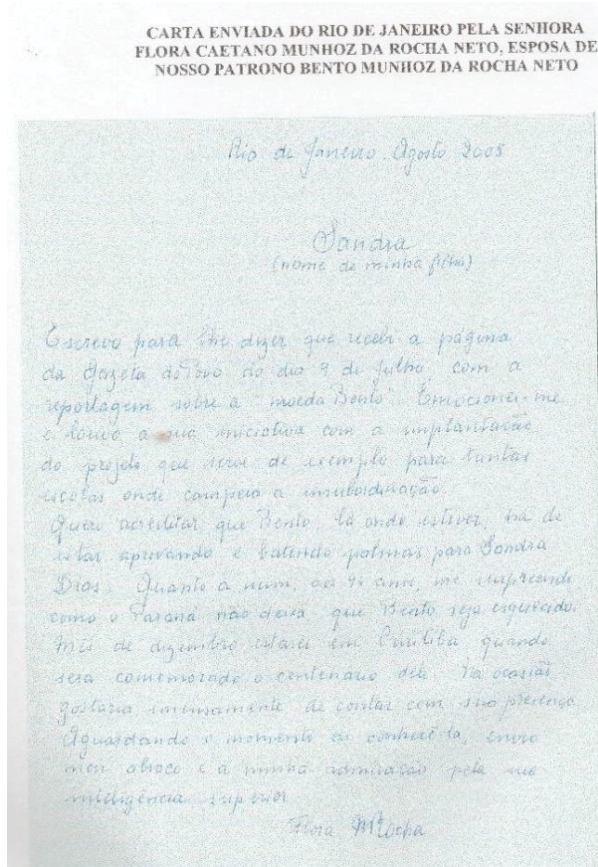 CARTA ENVIADA DO RIO DE JANEIRO PELA SENHORA
FLORA CAETANO MUNHOZ DA ROCHA NETO, ESPOSA DE
NOSSO PATRONO BENTO MUNHOZ DA ROCHA NETO
Rio de Janeiro. Agosto 2005
Sandra
(nome de minha filha)
Escrevo para lhe dizer que recebi a página
da Gazeta do Povo do dia 9 de julho com a
reportagem sobre a "moeda Bento". Emocionei-me
e louvo a sua iniciativa com a implantação
do projeto que serve de exemplo para tantas
escolas onde campeia a insubordinação.
Quero acreditar que Bento, lá onde estiver, há de
estar aprovando e batendo palmas para Sandra
Dias. Quanto a mim, aos 94 anos, me surpreendo
como o Paraná não deixa que Bento seja esquecido.
Mês de dezembro estarei em Curitiba quando
será comemorado o centenário dele. Na ocasião
gostaria imensamente de contar com sua presença.
Aguardando o momento de conhecê-la, envio
meu abraço e a minha admiração pela sua
inteligência superior
Flora MRocha